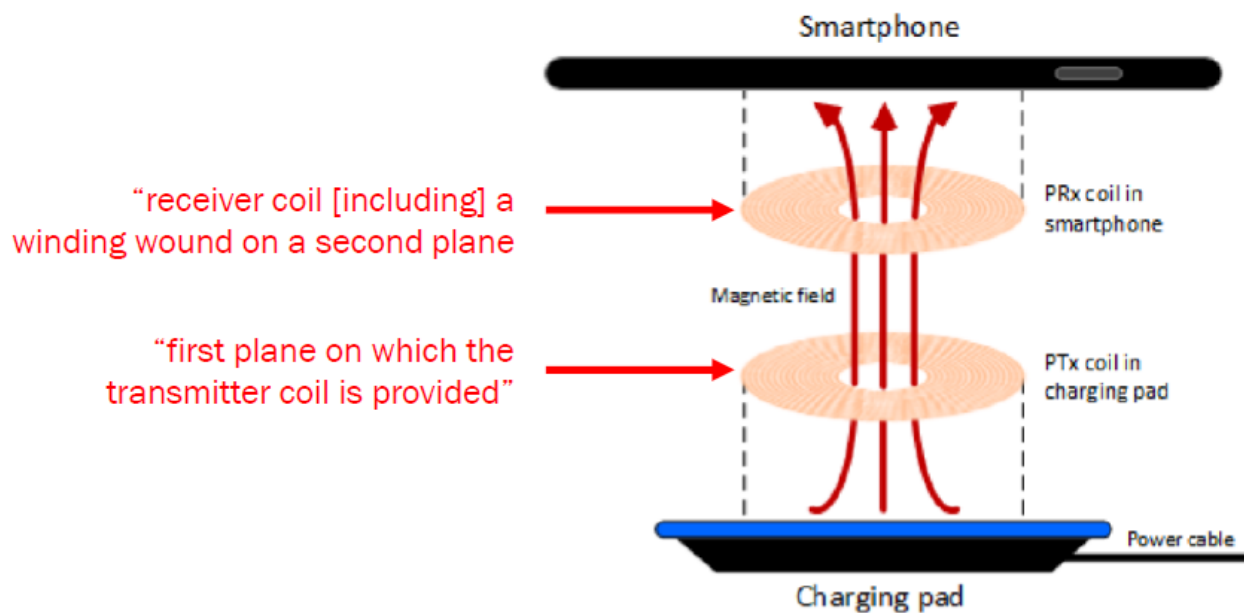 Smartphone
“receiver coil [including] a
winding wound on a second plane
PRx coil in
smartphone
Magnetic field
“first plane on which the
transmitter coil is provided”
PTx coil in
charging pad
Power cable
Charging pad